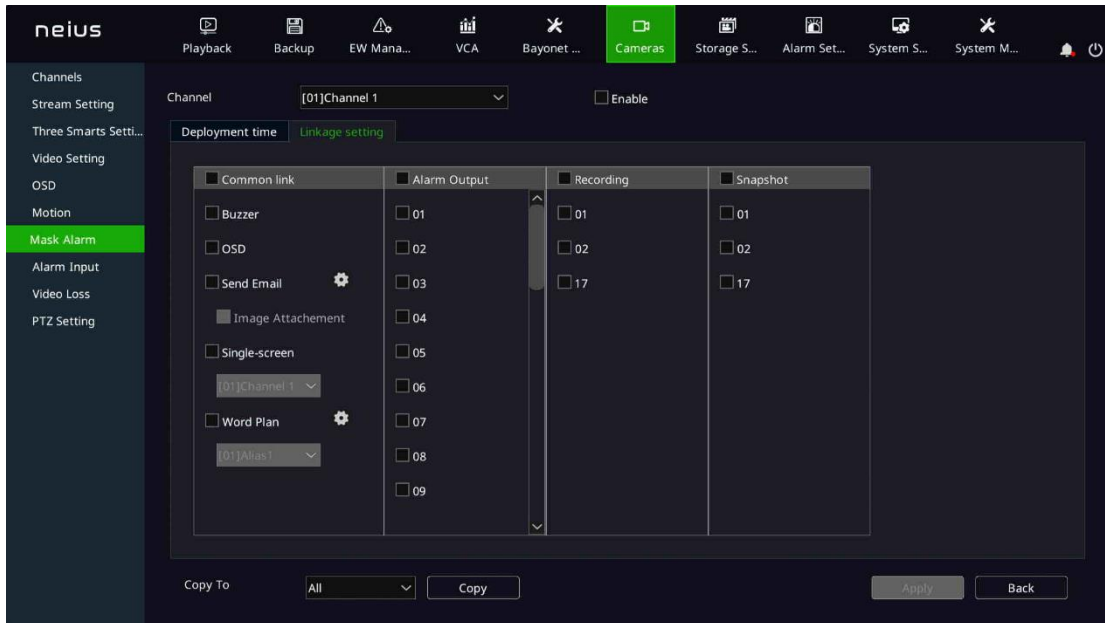 neius
Playback Backup EW Mana... VCA Bayonet ... Cameras Storage S... Alarm Set... System S... System M...
Channels
Stream Setting
Three Smarts Setti...
Video Setting
OSD
Motion
Mask Alarm
Alarm Input
Video Loss
PTZ Setting
Channel [01]Channel 1 Enable
Deployment time Linkage setting
Common link Alarm Output Recording Snapshot
Buzzer 01 01 01
OSD 02 02 02
Send Email 03 17 17
Image Attachement 04
Single-screen 05
[01]Channel 1 06
Word Plan 07
[01]Alias1 08
09
Copy To All Copy Apply Back